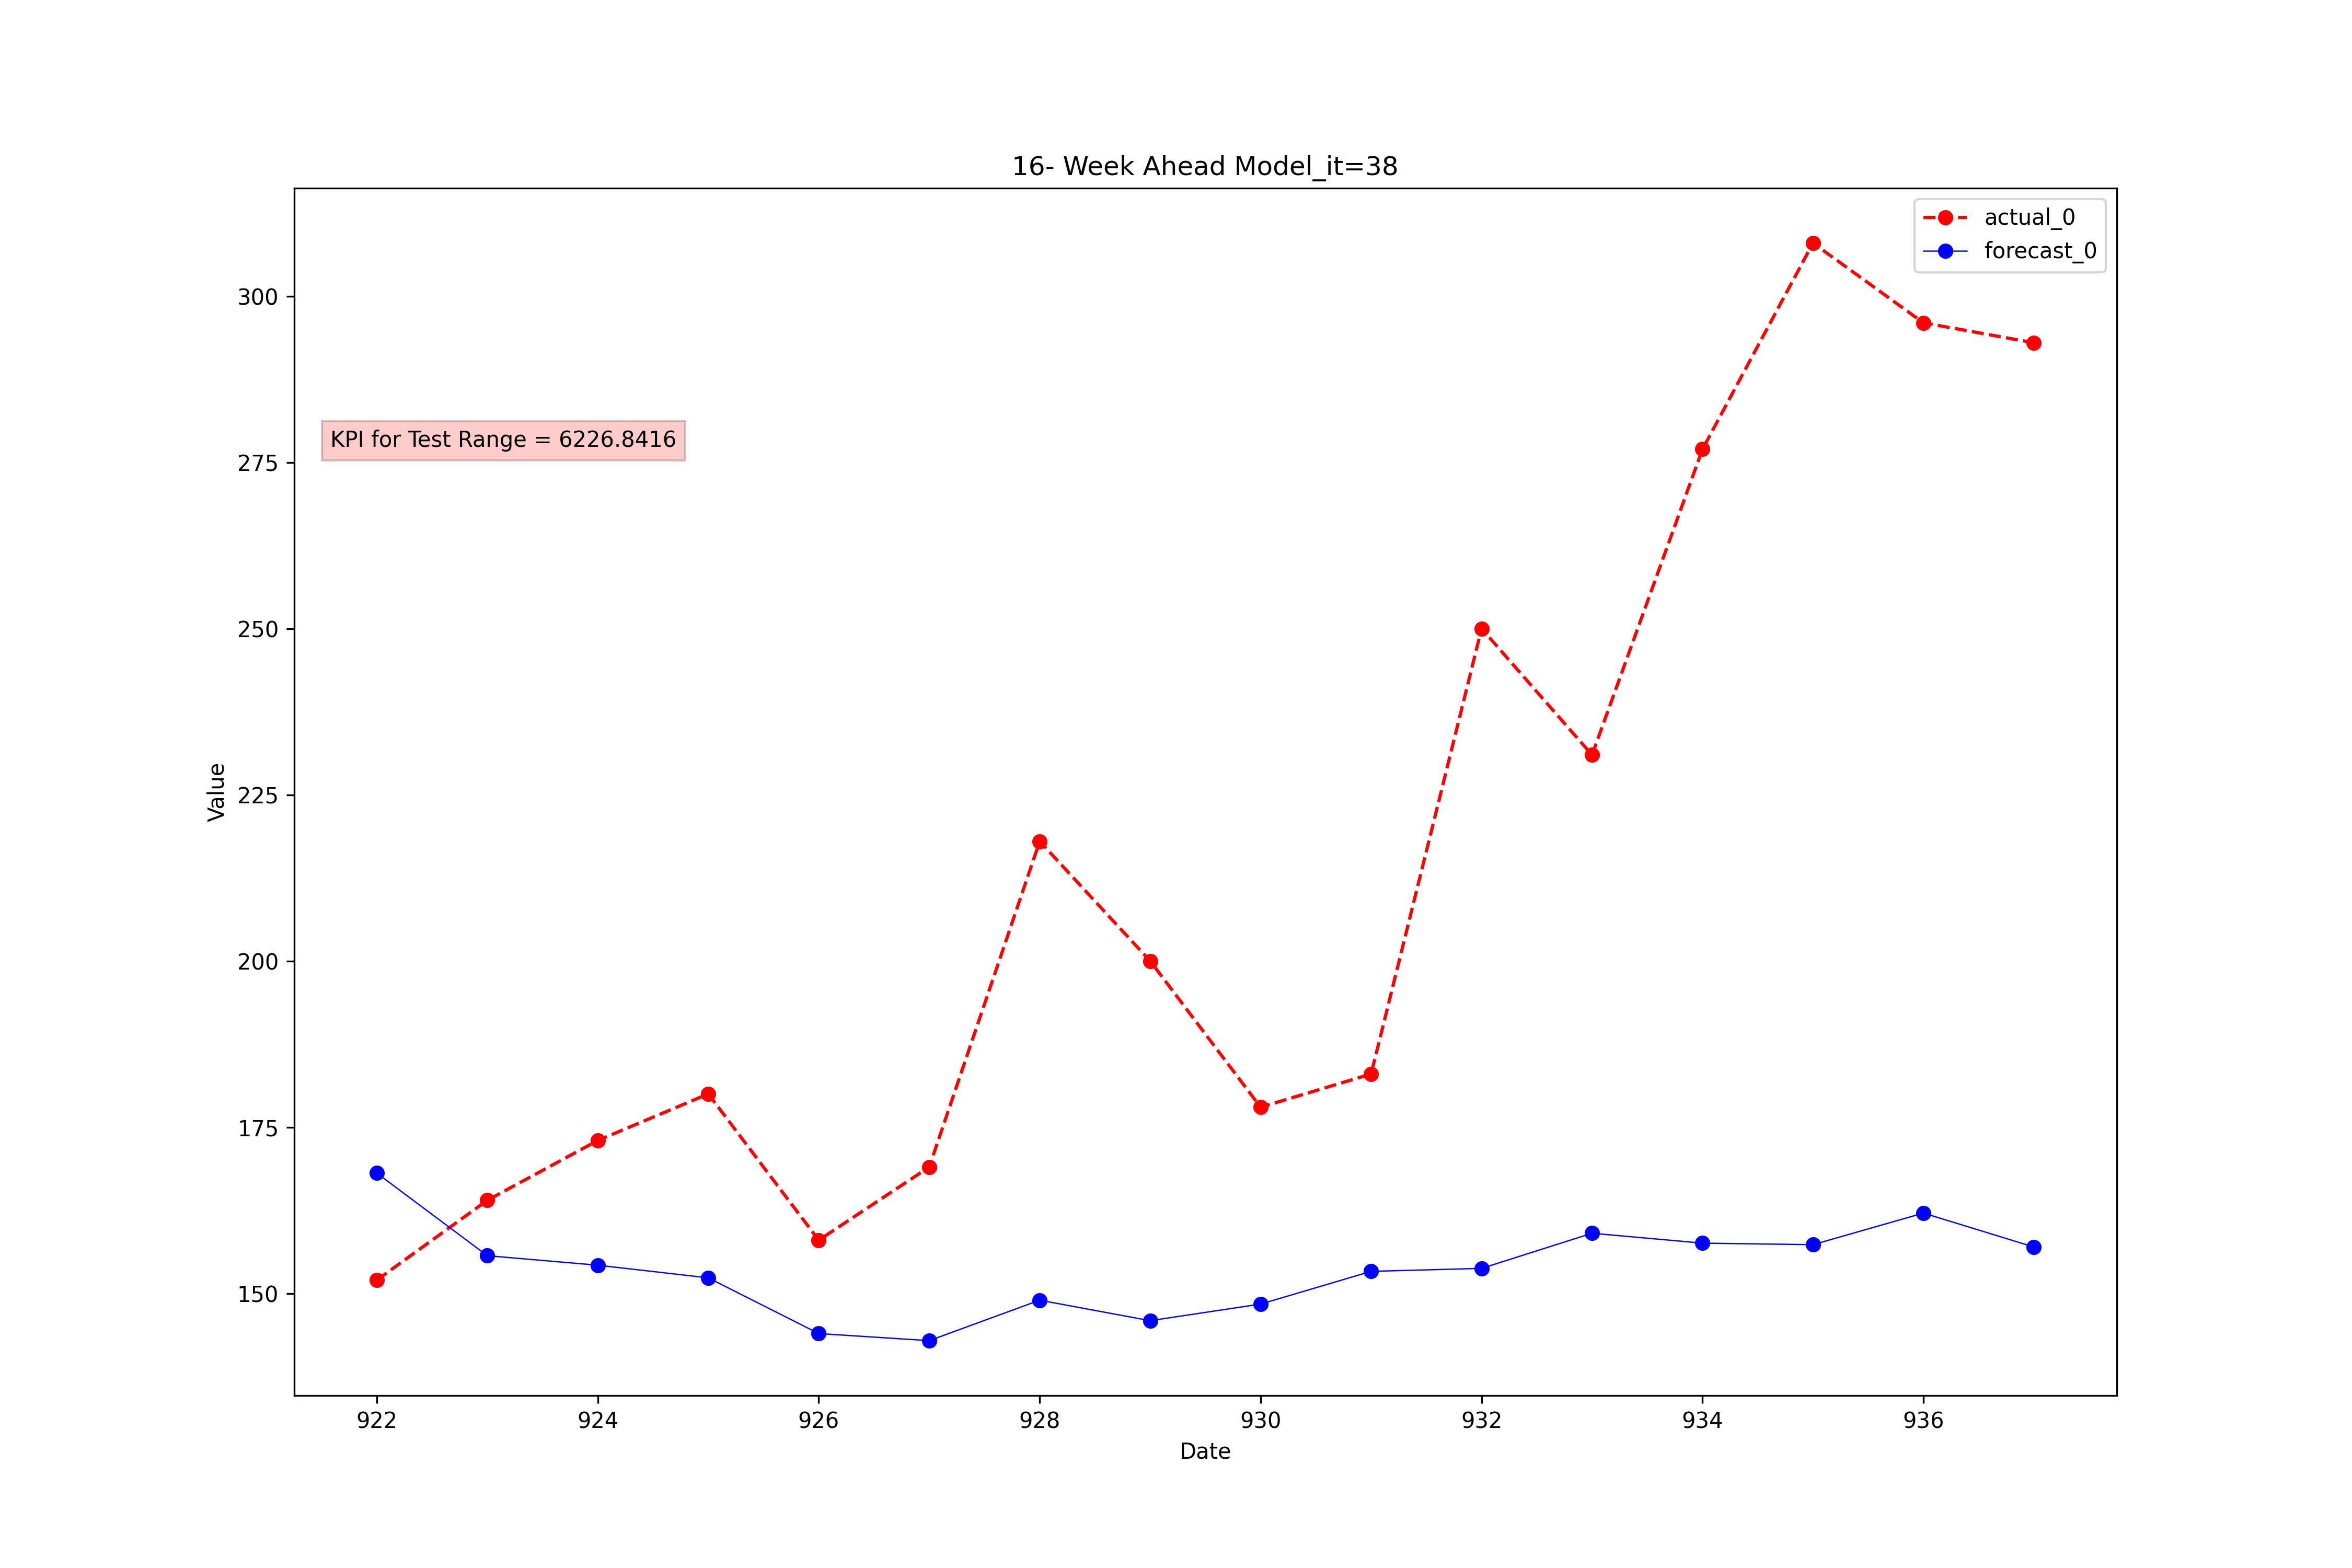 16- Week Ahead Model_it=38
actual_0
forecast_0
KPI for Test Range = 6226.8416
300
275
250
225
200
175
150
Value
922 924 926 928 930 932 934 936
Date